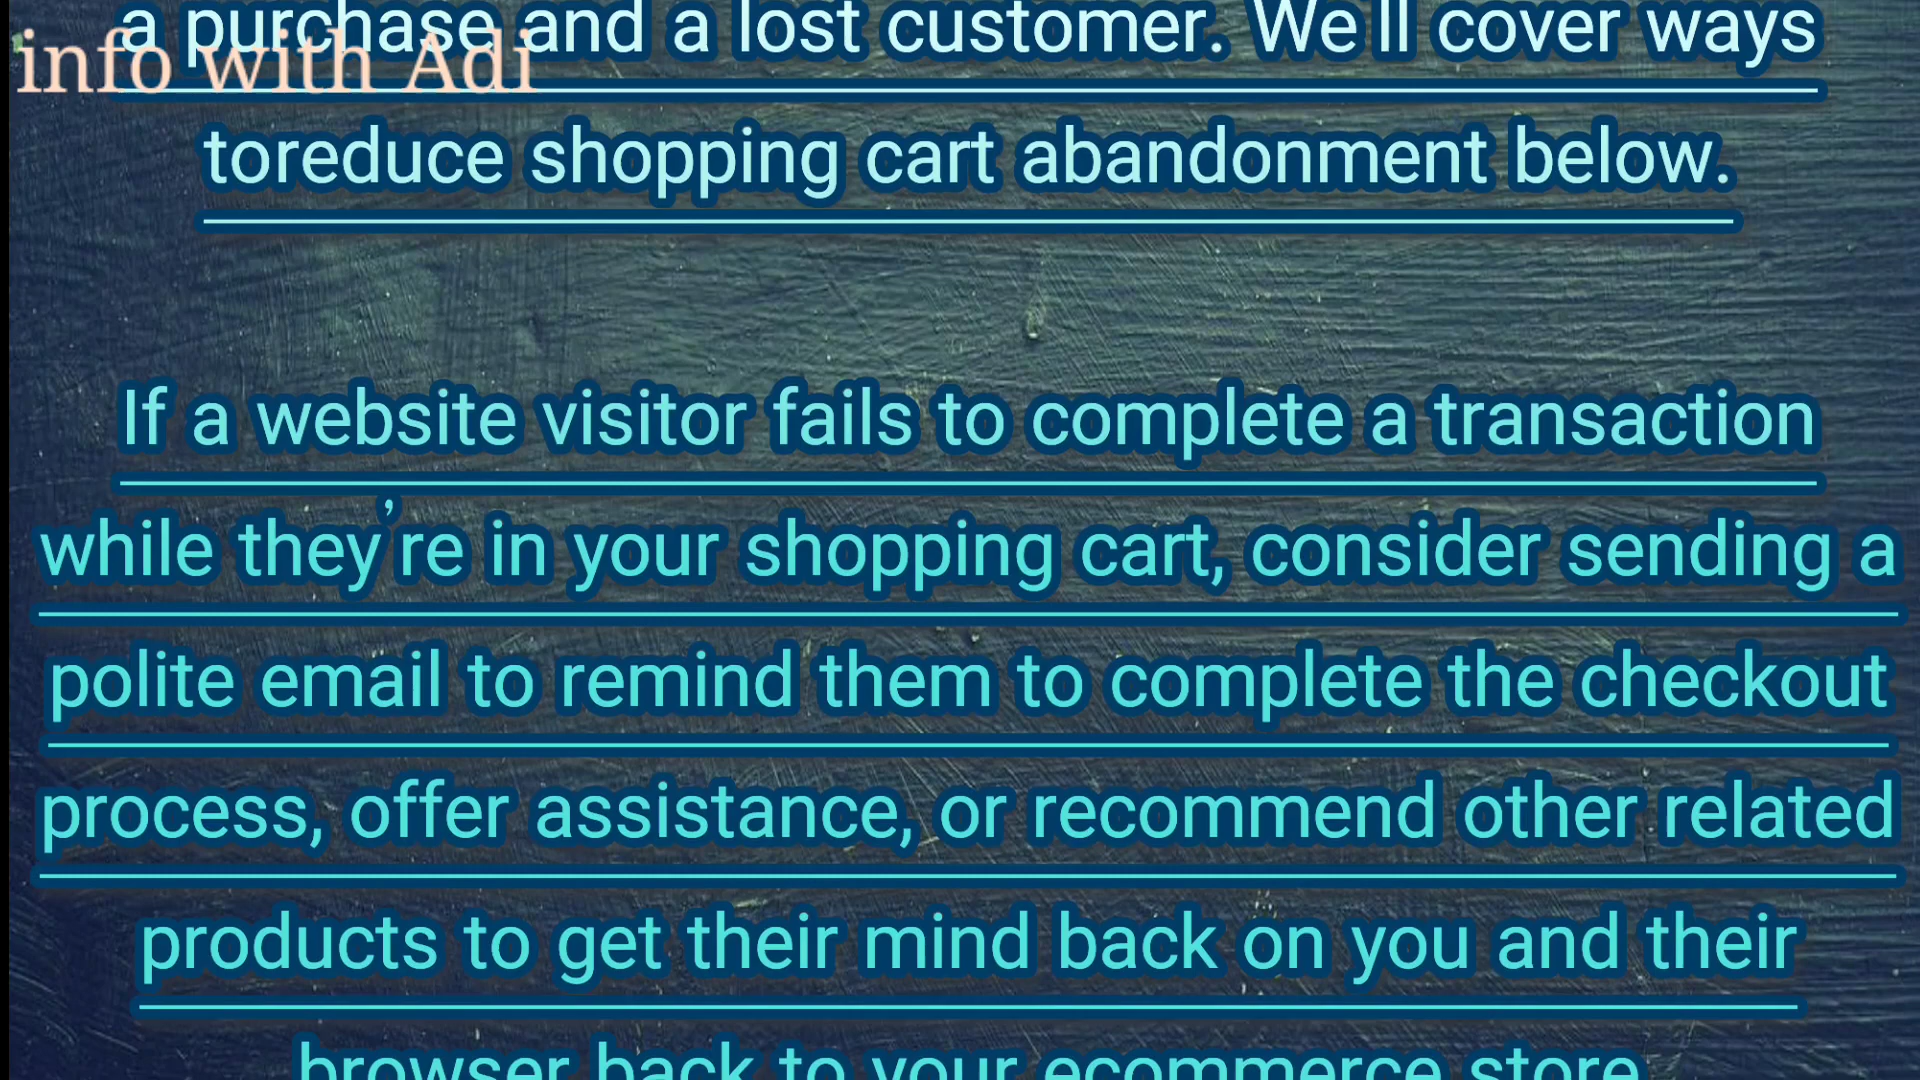 a purchase and a lost customer. We'll cover ways
info with Adi
toreduce shopping cart abandonment below.
If a website visitor fails to complete a transaction
while they’re in your shopping cart, consider sending a
polite email to remind them to complete the checkout
process, offer assistance, or recommend other related
products to get their mind back on you and their
browser back to your ecommerce store